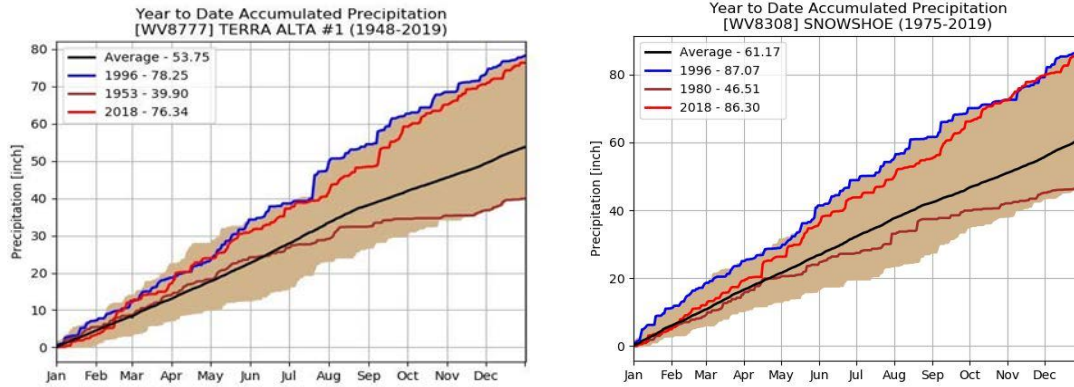 Year to Date Accumulated Precipitation
[WV8777] TERRA ALTA #1 (1948-2019)
Average - 53.75
1996 - 78.25
1953 - 39.90
2018 - 76.34
Precipitation [inch]
80
70
60
50
40
30
20
10
0
Jan Feb Mar Apr May Jun Jul Aug Sep Oct Nov Dec
Year to Date Accumulated Precipitation
[WV8308] SNOWSHOE (1975-2019)
Average - 61.17
1996 - 87.07
1980 - 46.51
2018 - 86.30
Precipitation [inch]
80
60
40
20
0
Jan Feb Mar Apr May Jun Jul Aug Sep Oct Nov Dec